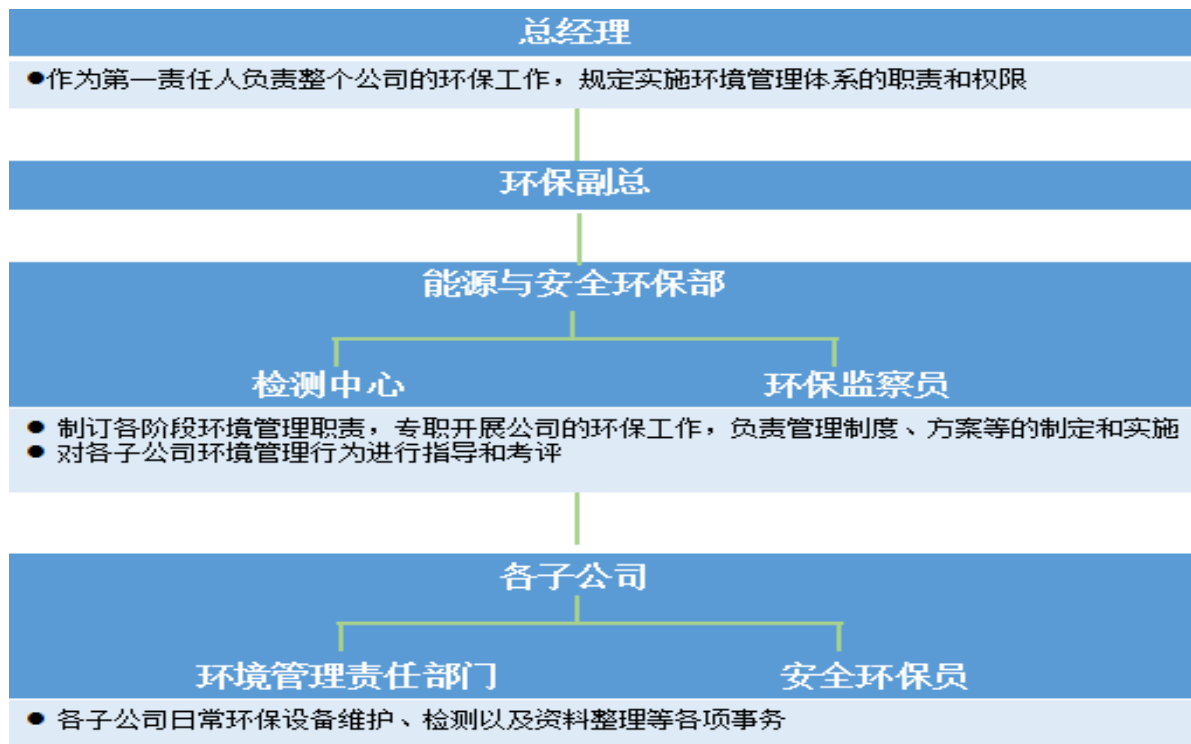 总经理
●作为第一责任人负责整个公司的环保工作，规定实施环境管理体系的职责和权限
环保副总
能源与安全环保部
检测中心 环保监察员
● 制订各阶段环境管理职责，专职开展公司的环保工作，负责管理制度、方案等的制定和实施
● 对各子公司环境管理行为进行指导和考评
各子公司
环境管理责任部门 安全环保员
● 各子公司日常环保设备维护、检测以及资料整理等各项事务